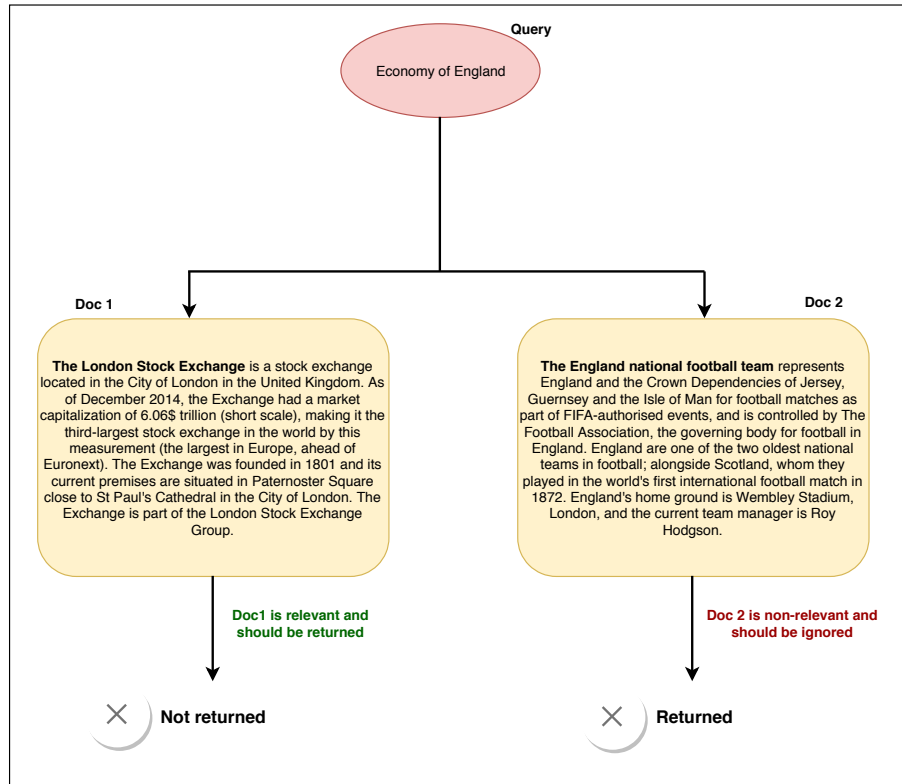 Query
Economy of England
Doc 1
The London Stock Exchange is a stock exchange
located in the City of London in the United Kingdom. As
of December 2014, the Exchange had a market
capitalization of 6.06$ trillion (short scale), making it the
third-largest stock exchange in the world by this
measurement (the largest in Europe, ahead of
Euronext). The Exchange was founded in 1801 and its
current premises are situated in Paternoster Square
close to St Paul's Cathedral in the City of London. The
Exchange is part of the London Stock Exchange
Group.
Doc 2
The England national football team represents
England and the Crown Dependencies of Jersey,
Guernsey and the Isle of Man for football matches as
part of FIFA-authorised events, and is controlled by The
Football Association, the governing body for football in
England. England are one of the two oldest national
teams in football; alongside Scotland, whom they
played in the world's first international football match in
1872. England's home ground is Wembley Stadium,
London, and the current team manager is Roy
Hodgson.
Doc1 is relevant and
should be returned
Doc 2 is non-relevant and
should be ignored
Not returned
Returned